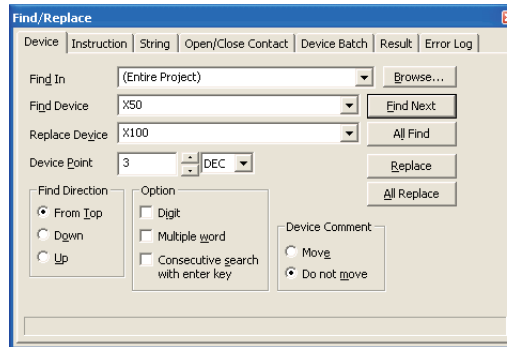 Find/Replace
Device Instruction String Open/Close Contact Device Batch Result Error Log
Find In (Entire Project) Browse...
Find Device X50 Find Next
Replace Device X100 All Find
Device Point 3 DEC Replace
All Replace
Find Direction Option
From Top Digit
Down Multiple word
Up Consecutive search
with enter key
Device Comment
Move
Do not move